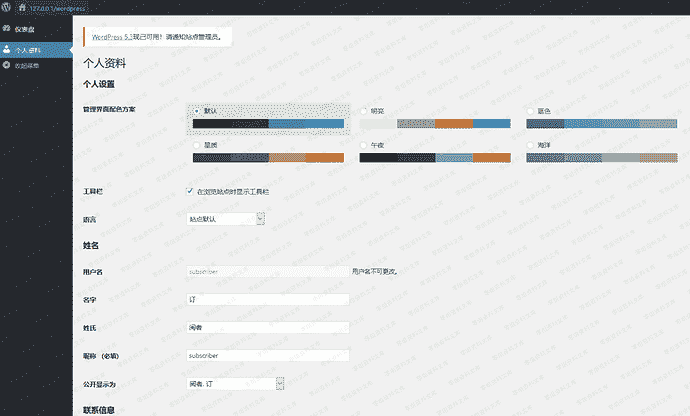 127.0.0.1/wordpress
仪表盘
个人资料
收起菜单
WordPress 5.3现已可用！请通知站点管理员。
个人资料
个人设置
管理界面配色方案
默认
明亮
蓝色
午夜
海洋
工具栏
在浏览站点时显示工具栏
语言
站点默认
姓名
用户名
subscriber
用户名不可更改。
名字
订
姓氏
阅者
昵称 (必填)
subscriber
公开显示为
阅者, 订
联系信息